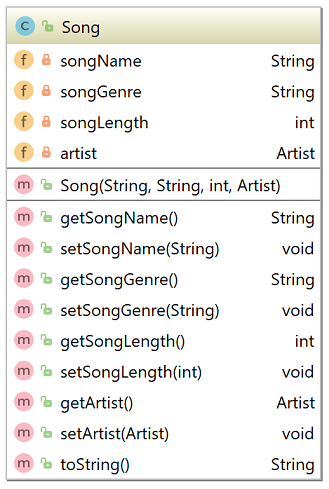 C Song
f songName String
f songGenre String
f songLength int
f artist Artist
m Song(String, String, int, Artist)
m getSongName() String
m setSongName(String) void
m getSongGenre() String
m setSongGenre(String) void
m getSongLength() int
m setSongLength(int) void
m getArtist() Artist
m setArtist(Artist) void
m toString() String